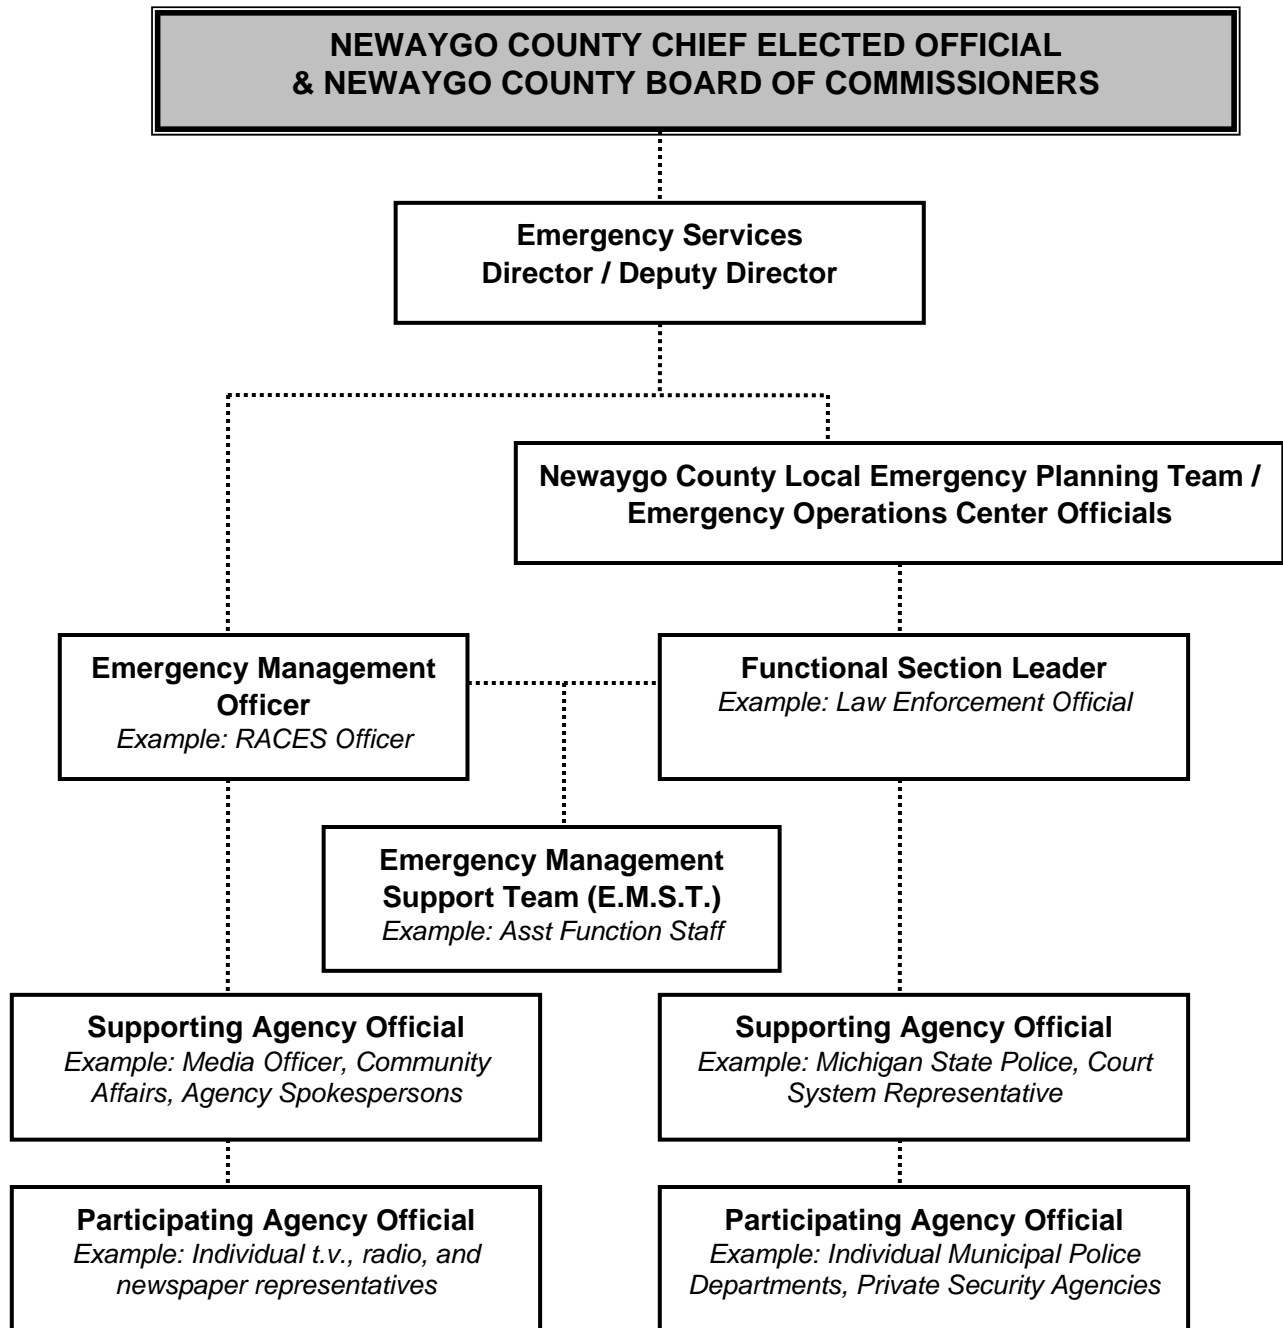 NEWAYGO COUNTY CHIEF ELECTED OFFICIAL
& NEWAYGO COUNTY BOARD OF COMMISSIONERS
Emergency Services
Director / Deputy Director
Newaygo County Local Emergency Planning Team /
Emergency Operations Center Officials
Emergency Management
Officer
Example: RACES Officer
Functional Section Leader
Example: Law Enforcement Official
Emergency Management
Support Team (E.M.S.T.)
Example: Asst Function Staff
Supporting Agency Official
Example: Media Officer, Community
Affairs, Agency Spokespersons
Supporting Agency Official
Example: Michigan State Police, Court
System Representative
Participating Agency Official
Example: Individual t.v., radio, and
newspaper representatives
Participating Agency Official
Example: Individual Municipal Police
Departments, Private Security Agencies